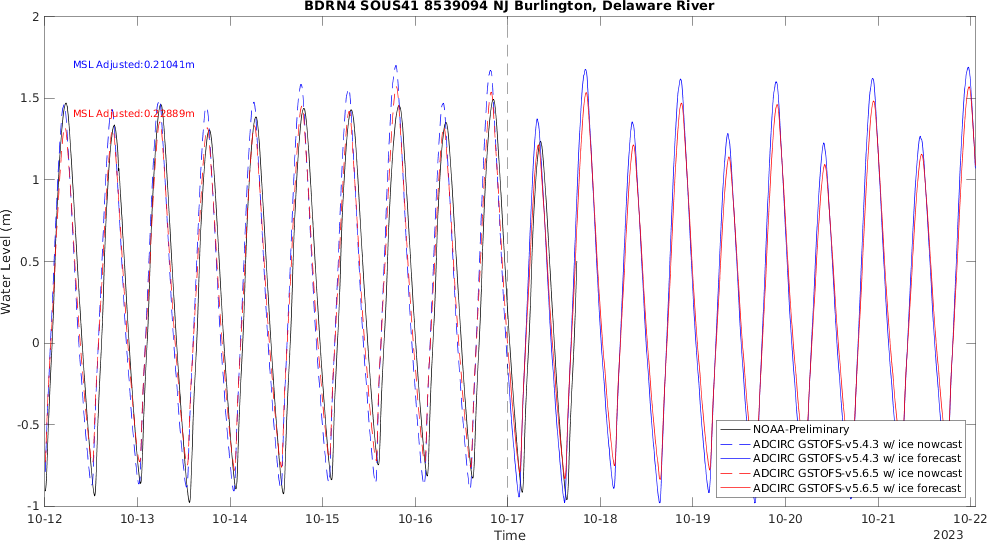 BDRN4 SOUS41 8539094 NJ Burlington, Delaware River
MSL Adjusted:0.21041m
MSL Adjusted:0.22889m
Water Level (m)
2
1.5
1
0.5
0
-0.5
-1
NOAA-Preliminary
ADCIRC GSTOFS-v5.4.3 w/ ice nowcast
ADCIRC GSTOFS-v5.4.3 w/ ice forecast
ADCIRC GSTOFS-v5.6.5 w/ ice nowcast
ADCIRC GSTOFS-v5.6.5 w/ ice forecast
10-12 10-13 10-14 10-15 10-16 10-17 10-18 10-19 10-20 10-21 10-22
Time
2023